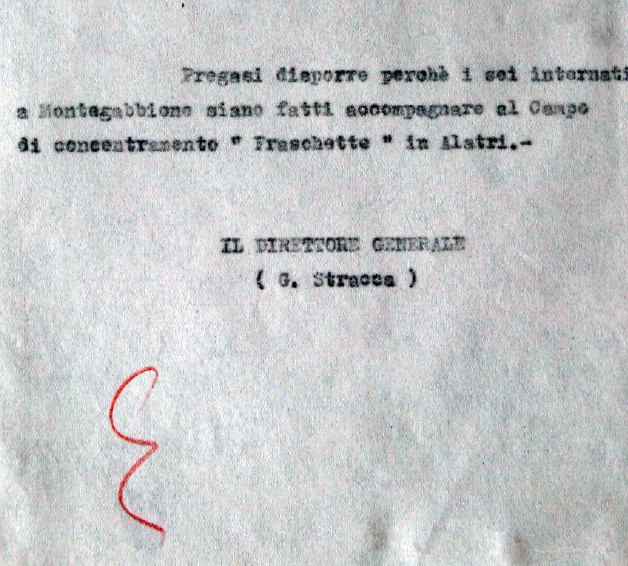 Pregasi disporre perchè i sei internati
a Montegabbione siano fatti accompagnare al Campo
di concentramento " Fraschette " in Alatri.-
IL DIRETTORE GENERALE
( G. Stracca )